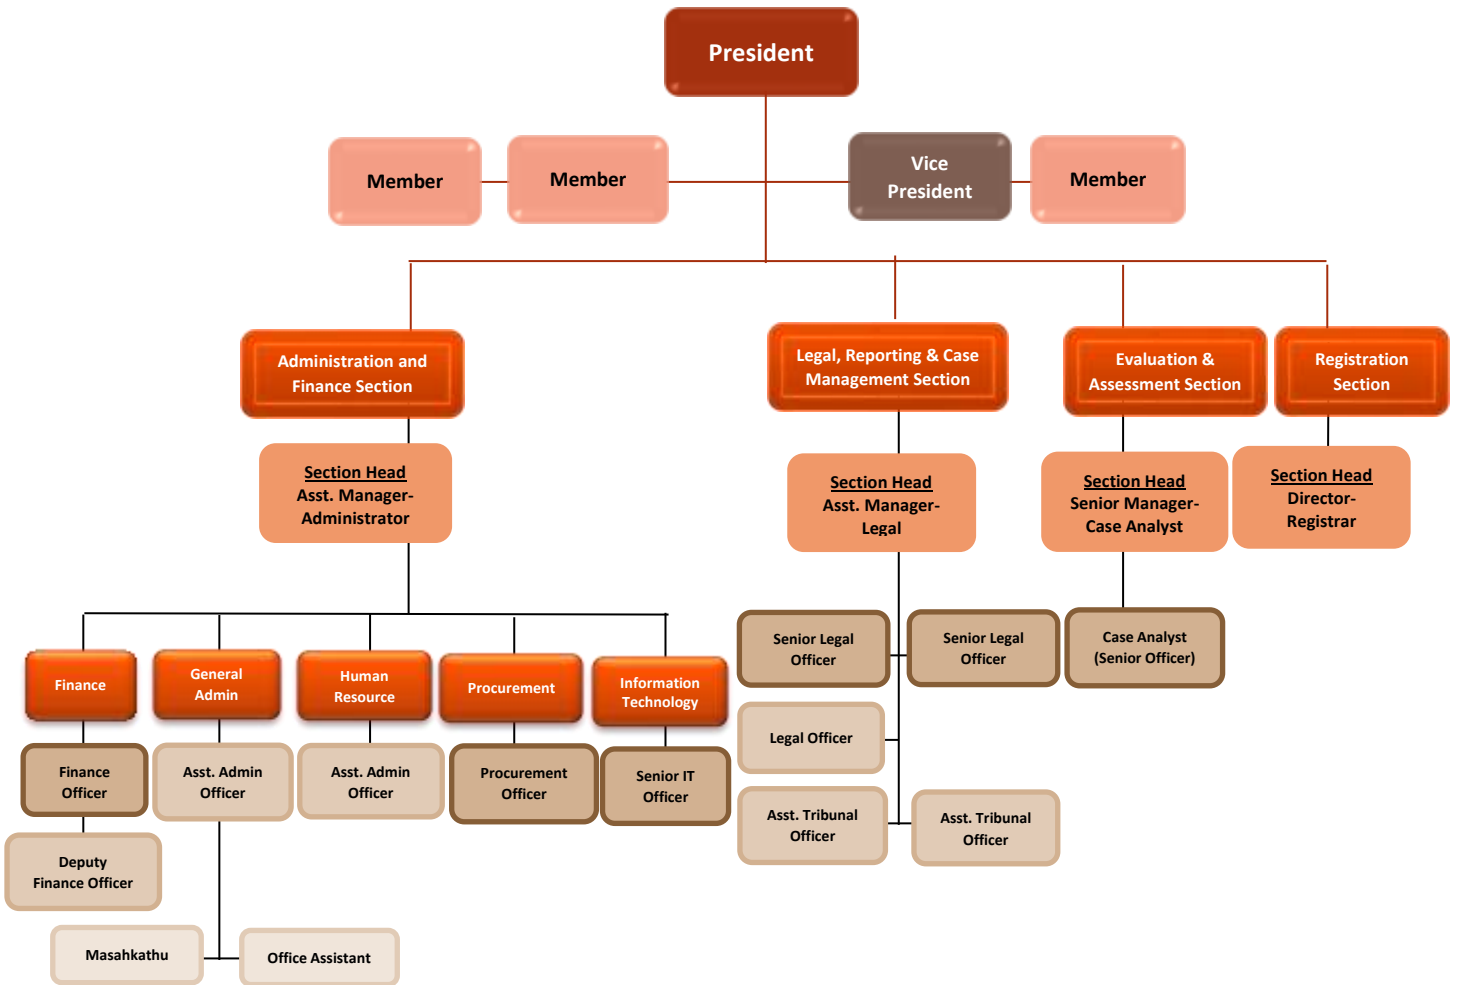 President
Member
Member
Vice
President
Member
Administration and
Finance Section
Legal, Reporting & Case
Management Section
Evaluation &
Assessment Section
Registration
Section
Section Head
Asst. Manager-
Administrator
Section Head
Asst. Manager-
Legal
Section Head
Senior Manager-
Case Analyst
Section Head
Director-
Registrar
Finance
General
Admin
Human
Resource
Procurement
Information
Technology
Senior Legal
Officer
Senior Legal
Officer
Case Analyst
(Senior Officer)
Finance
Officer
Asst. Admin
Officer
Asst. Admin
Officer
Procurement
Officer
Senior IT
Officer
Legal Officer
Deputy
Finance Officer
Asst. Tribunal
Officer
Asst. Tribunal
Officer
Masahkathu
Office Assistant